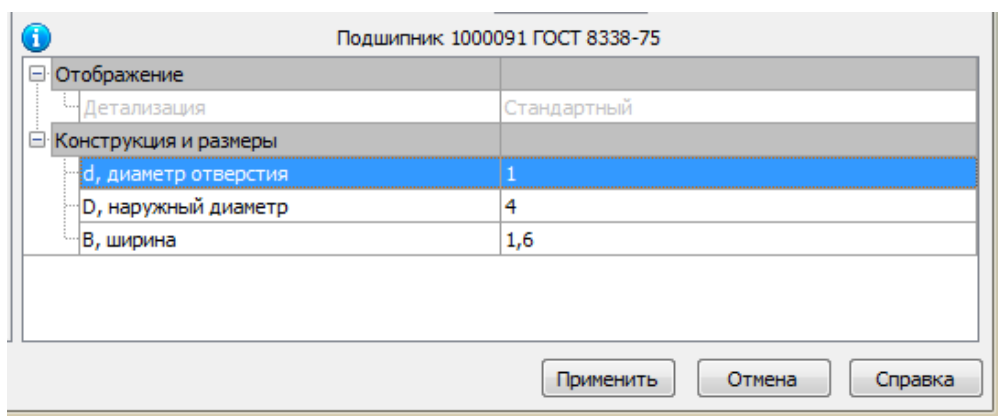 Подшипник 1000091 ГОСТ 8338-75
Отображение
Детализация Стандартный
Конструкция и размеры
d, диаметр отверстия 1
D, наружный диаметр 4
B, ширина 1,6
Применить Отмена Справка